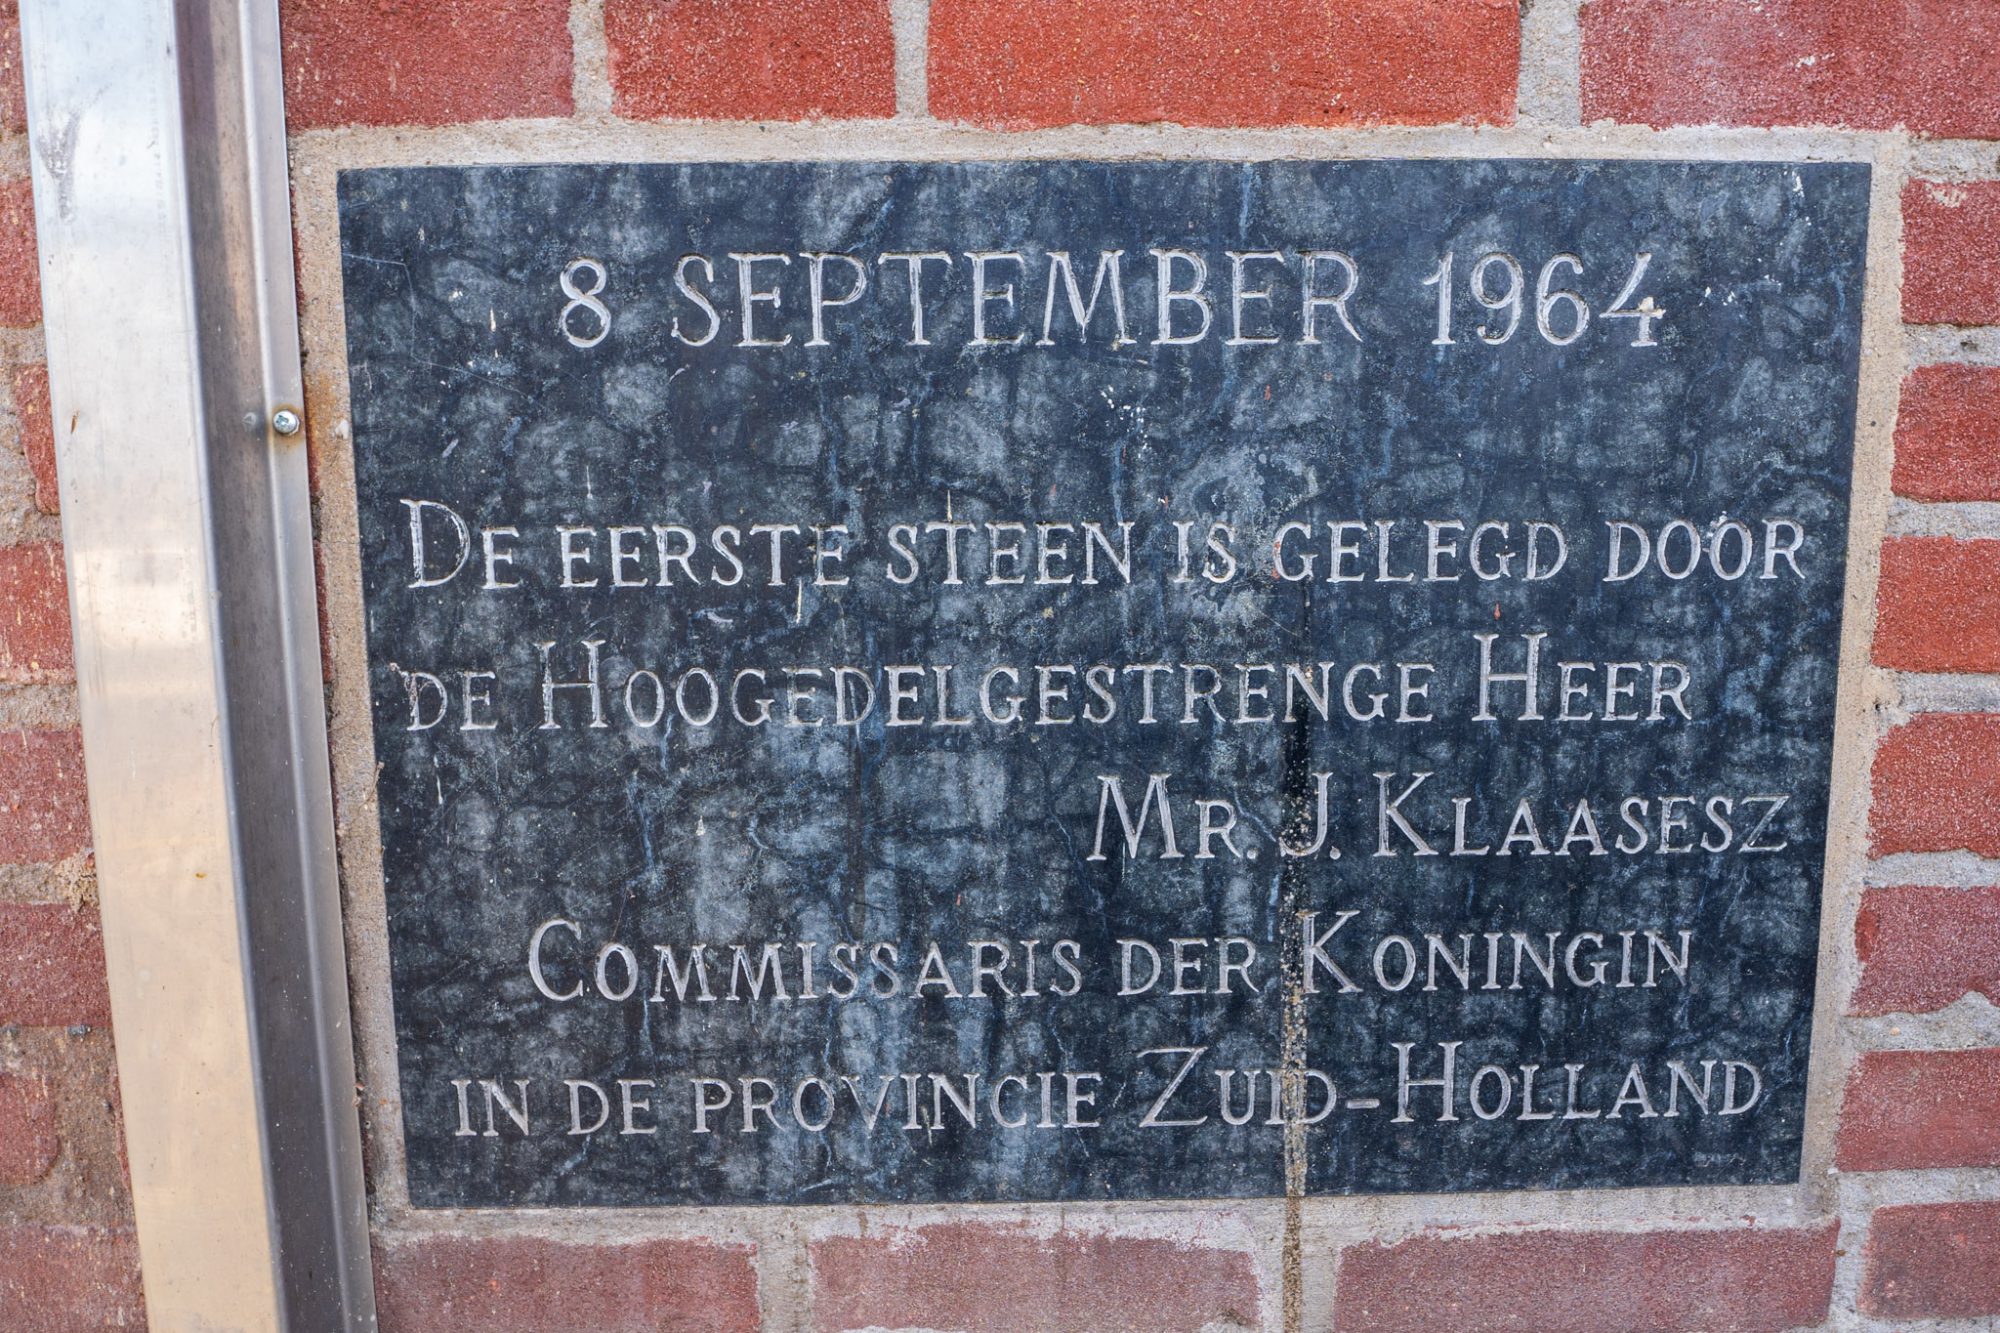 8 SEPTEMBER 1964
DE EERSTE STEEN IS GELEGD DOOR
DE HOOGEDELGESTRENGE HEER
MR. J. KLAASESZ
COMMISSARIS DER KONINGIN
IN DE PROVINCIE ZUID-HOLLAND